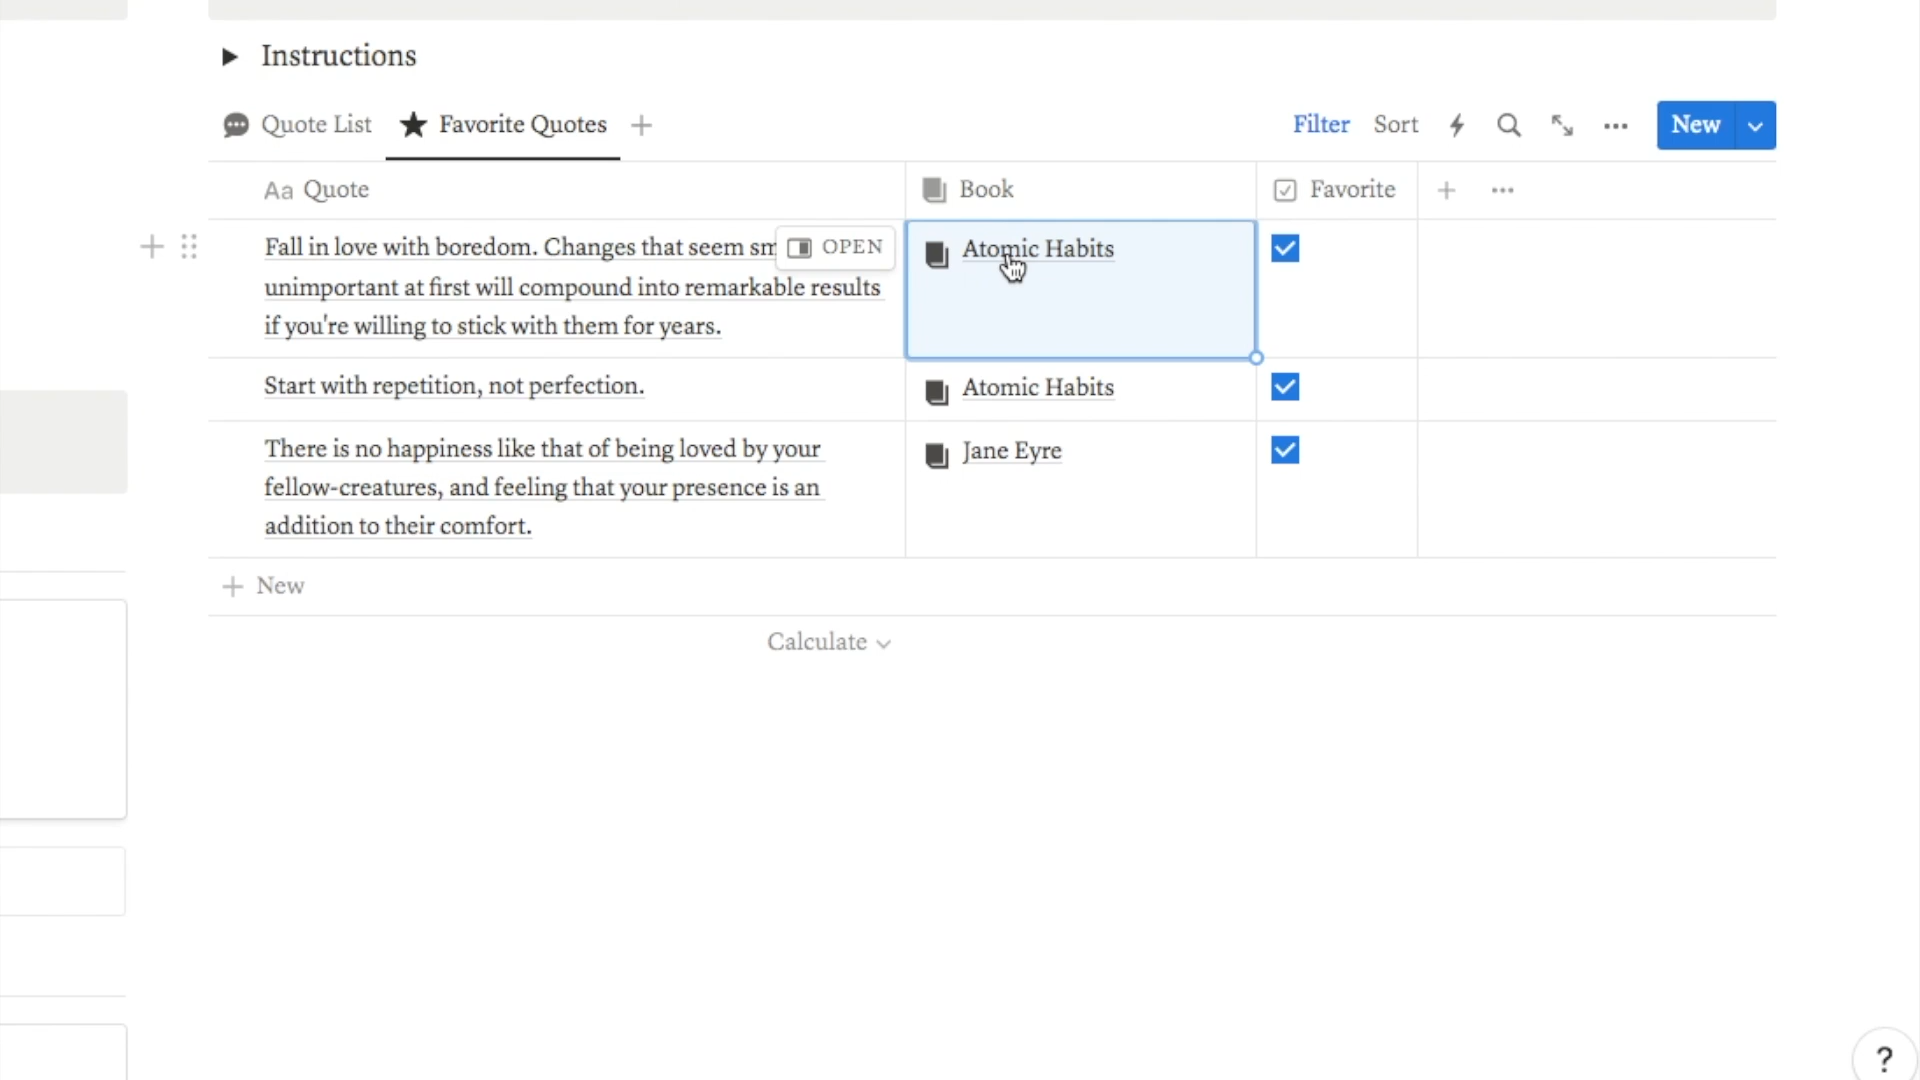 Instructions
Quote List Favorite Quotes
Filter Sort New
Aa Quote Book Favorite
Fall in love with boredom. Changes that seem OPEN Atomic Habits
unimportant at first will compound into remarkable results
if you're willing to stick with them for years.
Start with repetition, not perfection. Atomic Habits
There is no happiness like that of being loved by your Jane Eyre
fellow-creatures, and feeling that your presence is an
addition to their comfort.
+ New
Calculate
?